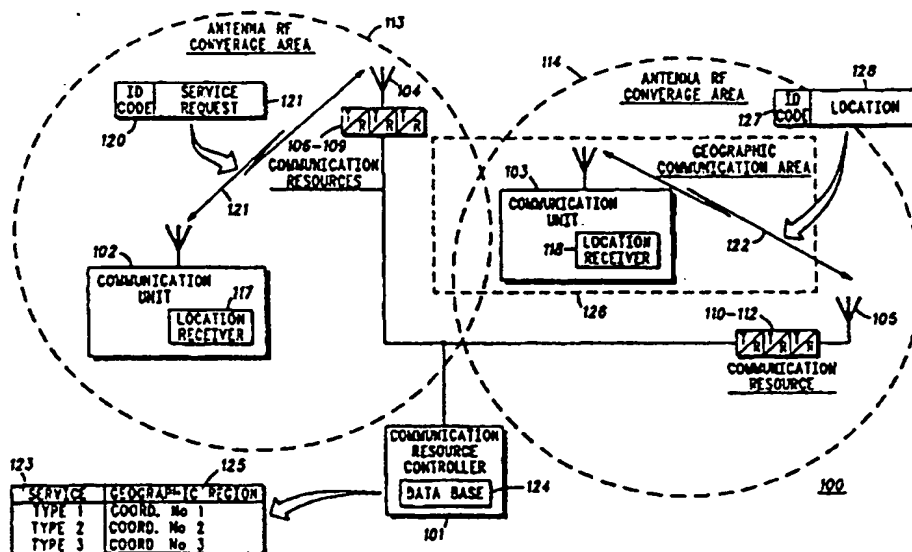 113
ANTENNA RF
CONVERAGE AREA
ID
CODE
SERVICE
REQUEST
121
120
104
T/R T/R T/R
106-109
COMMUNICATION
RESOURCES
121
102
COMMUNICATION
UNIT
117
LOCATION
RECEIVER
114
ANTENNA RF
CONVERAGE AREA
128
127
ID
CODE
LOCATION
GEOGRAPHIC
COMMUNICATION AREA
103
COMMUNICATION
UNIT
118
LOCATION
RECEIVER
122
126
105
110-112
T/R T/R T/R
COMMUNICATION
RESOURCE
COMMUNICATION
RESOURCE
CONTROLLER
DATA BASE
124
101
100
123
125
SERVICE GEOGRAPHIC REGION
TYPE 1 COORD. No 1
TYPE 2 COORD. No 2
TYPE 3 COORD No 3